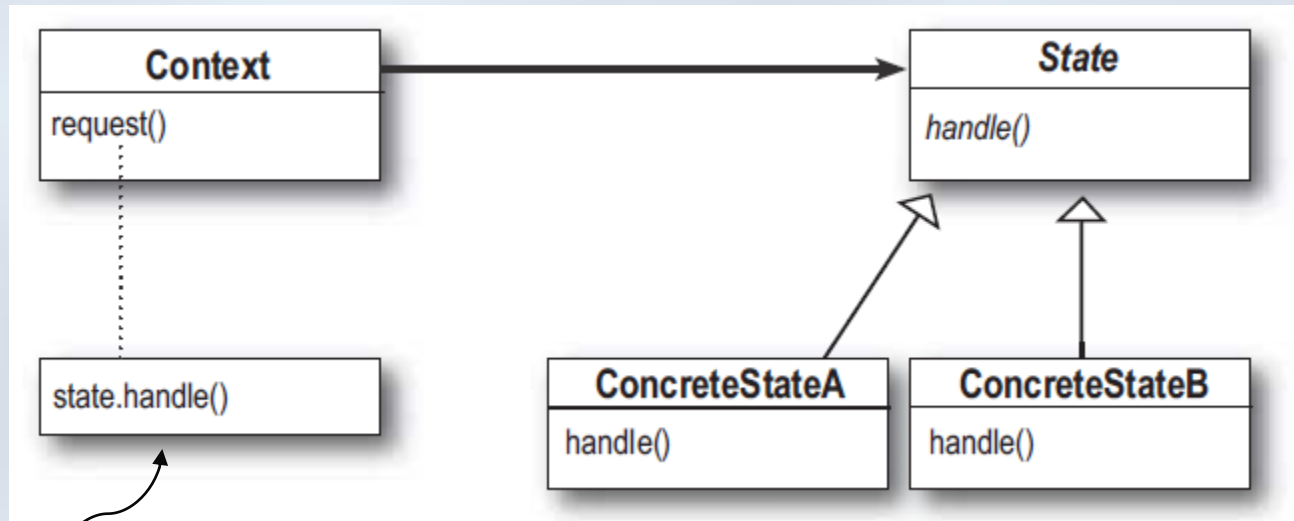 Context
request()
State
handle()
state.handle()
ConcreteStateA
handle()
ConcreteStateB
handle()